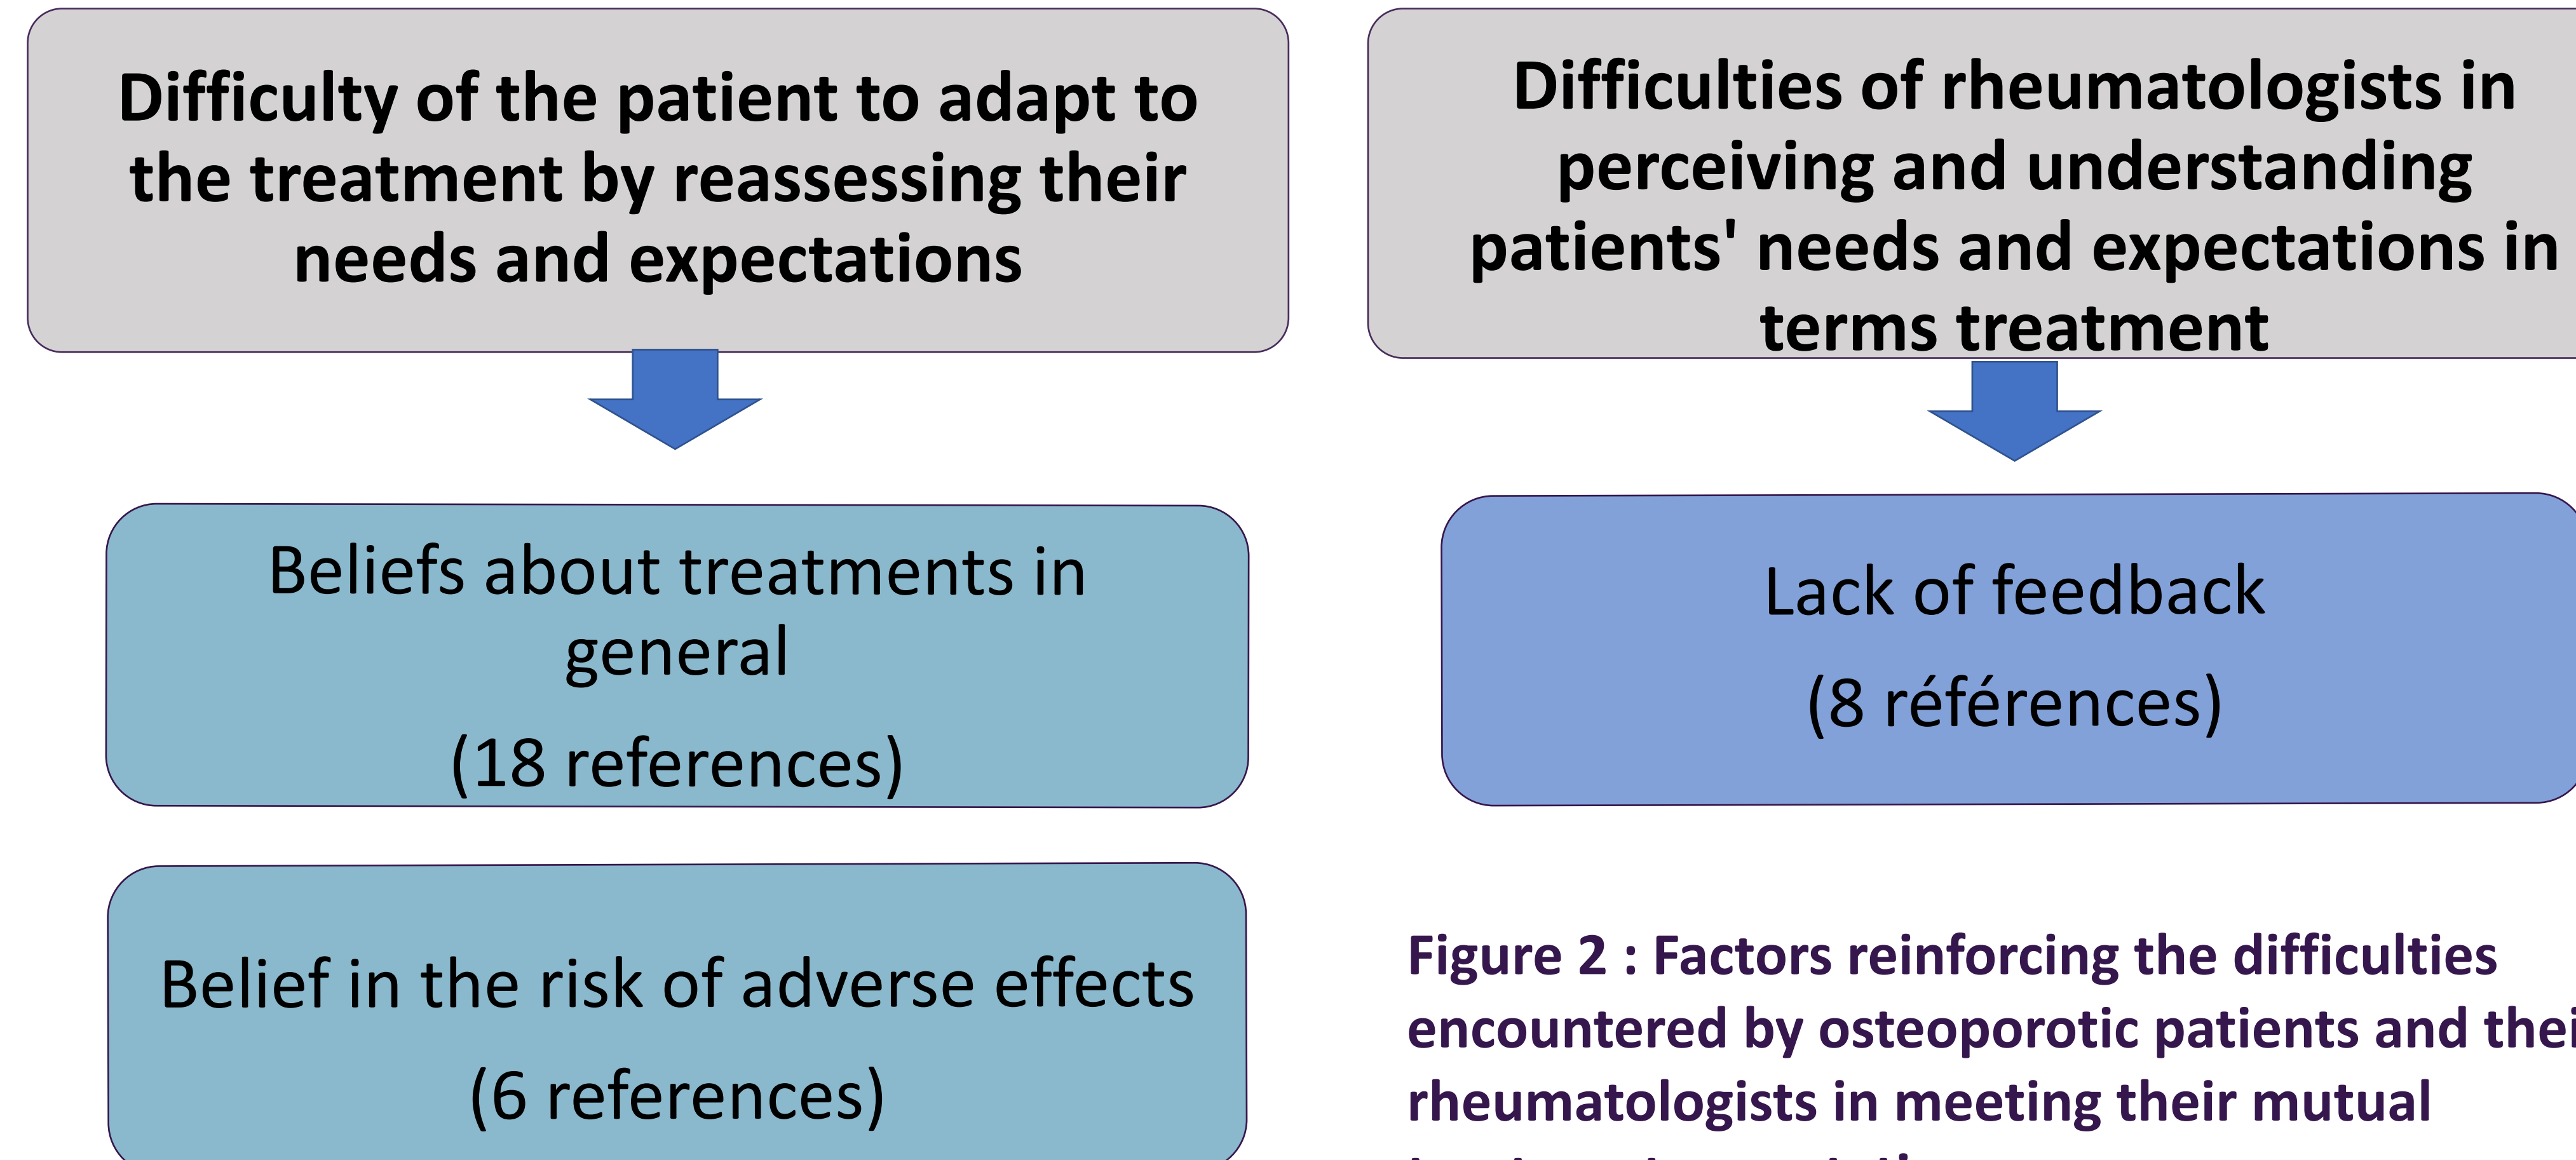 Difficulty of the patient to adapt to
the treatment by reassessing their
needs and expectations
Difficulties of rheumatologists in
perceiving and understanding
patients' needs and expectations in
terms treatment
Beliefs about treatments in
general
(18 references)
Lack of feedback
(8 références)
Belief in the risk of adverse effects
(6 references)
Figure 2 : Factors reinforcing the difficulties
encountered by osteoporotic patients and thei
rheumatologists in meeting their mutual